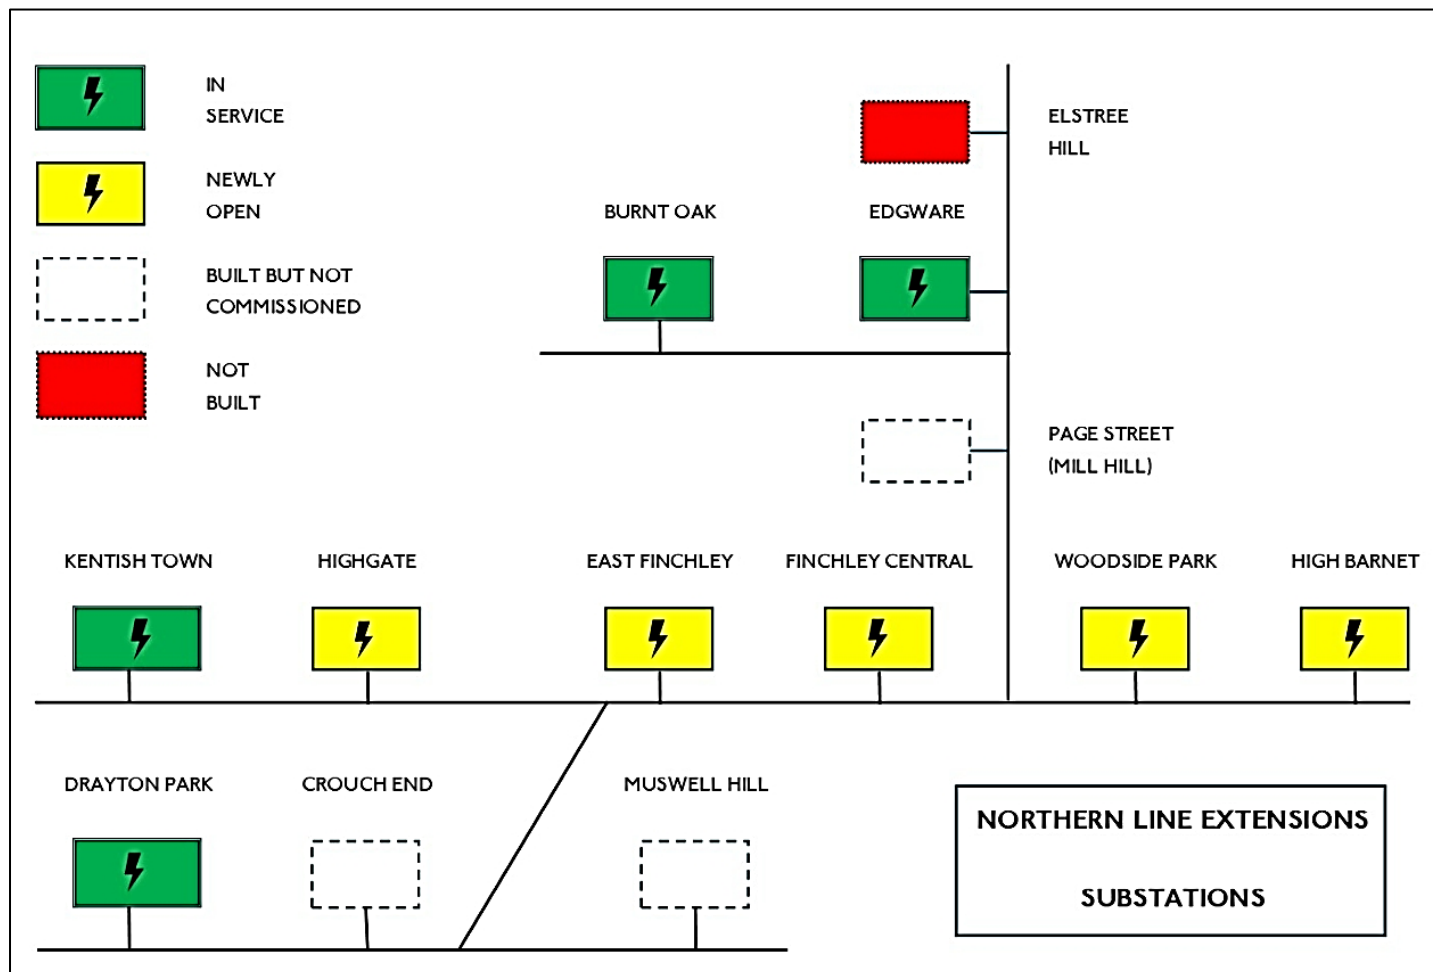 IN
SERVICE
NEWLY
OPEN
BUILT BUT NOT
COMMISSIONED
NOT
BUILT
ELSTREE
HILL
BURNT OAK
EDGWARE
PAGE STREET
(MILL HILL)
KENTISH TOWN
HIGHGATE
EAST FINCHLEY
FINCHLEY CENTRAL
WOODSIDE PARK
HIGH BARNET
DRAYTON PARK
CROUCH END
MUSWELL HILL
NORTHERN LINE EXTENSIONS
SUBSTATIONS